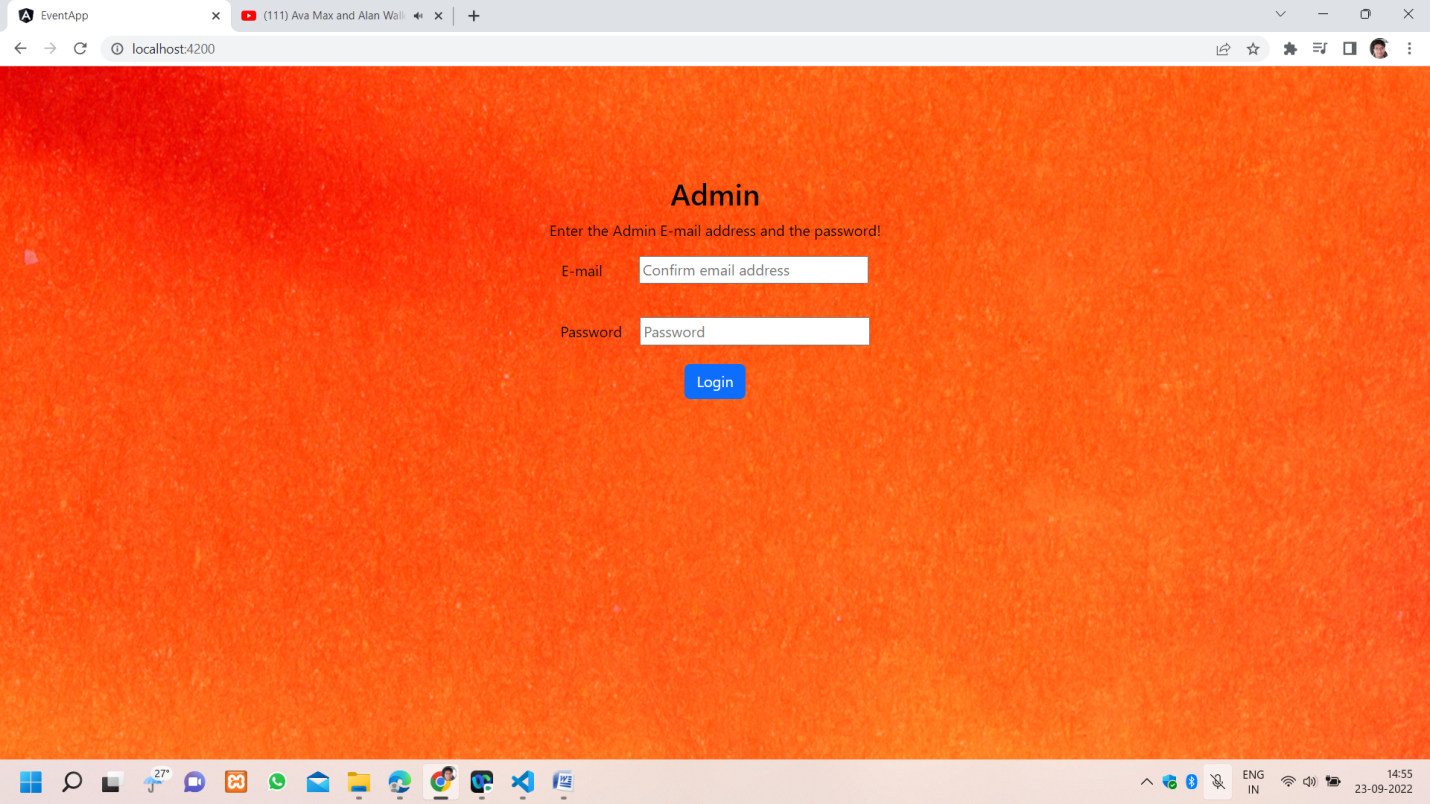 EventApp
(111) Ava Max and Alan Wal
localhost:4200
Admin
Enter the Admin E-mail address and the password!
E-mail
Confirm email address
Password
Password
Login
27°
ENG
IN
14:55
23-09-2022